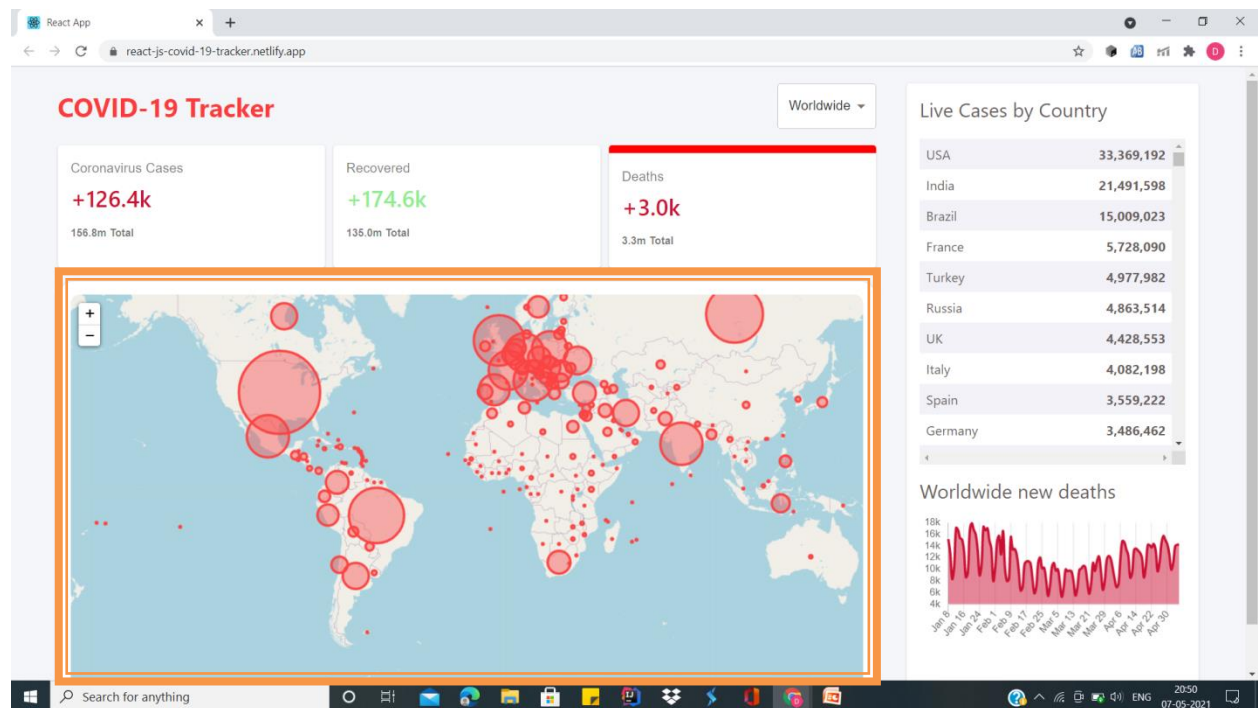 React App
react-js-covid-19-tracker.netlify.app
D
COVID-19 Tracker
Worldwide
Coronavirus Cases
+126.4k
156.8m Total
Recovered
+174.6k
135.0m Total
Deaths
+3.0k
3.3m Total
+
−
Live Cases by Country
USA 33,369,192
India 21,491,598
Brazil 15,009,023
France 5,728,090
Turkey 4,977,982
Russia 4,863,514
UK 4,428,553
Italy 4,082,198
Spain 3,559,222
Germany 3,486,462
Worldwide new deaths
18k
16k
14k
12k
10k
8k
6k
4k
Jan 8 Jan 16 Jan 24 Feb 1 Feb 9 Feb 17 Feb 25 Mar 5 Mar 13 Mar 21 Mar 29 Apr 6 Apr 14 Apr 22 Apr 30
Search for anything
ENG
20:50
07-05-2021